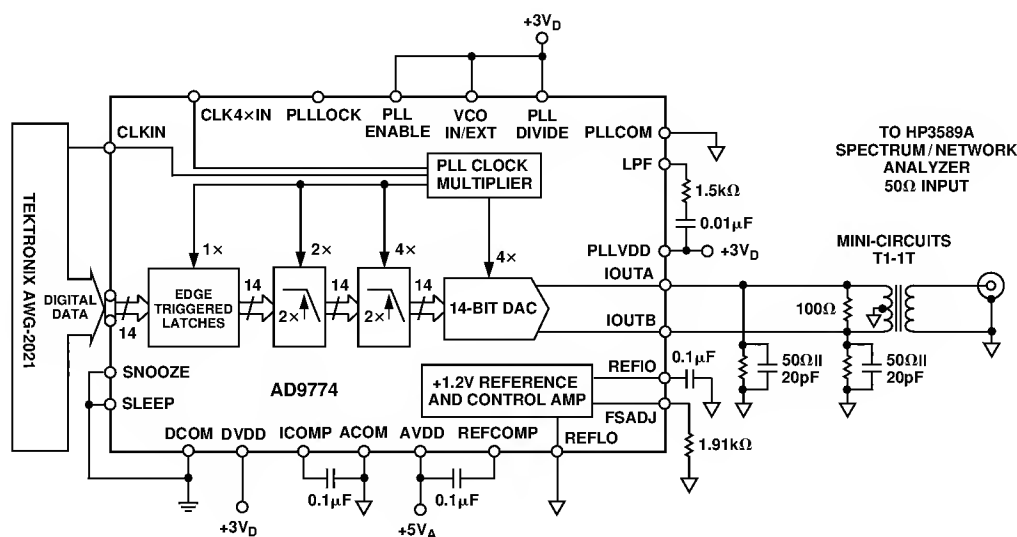 +3VD
CLK4×IN
PLLLOCK
PLL
ENABLE
VCO
IN/EXT
PLL
DIVIDE
CLKIN
PLLCOM
TO HP3589A
SPECTRUM/NETWORK
ANALYZER
50Ω INPUT
PLL CLOCK
MULTIPLIER
LPF
1.5kΩ
0.01µF
TEKTRONIX AWG-2021
1×
2×
4×
4×
PLLVDD
+3VD
MINI-CIRCUITS
T1-1T
IOUTA
DIGITAL
DATA
14
EDGE
TRIGGERED
LATCHES
14
2×
14
2×
14
14-BIT DAC
100Ω
IOUTB
SNOOZE
SLEEP
AD9774
+1.2V REFERENCE
AND CONTROL AMP
REFIO
0.1µF
50ΩII
20pF
50ΩII
20pF
FSADJ
1.91kΩ
DCOM
DVDD
ICOMP
ACOM
AVDD
REFCOMP
REFLO
0.1µF
0.1µF
+3VD
+5VA